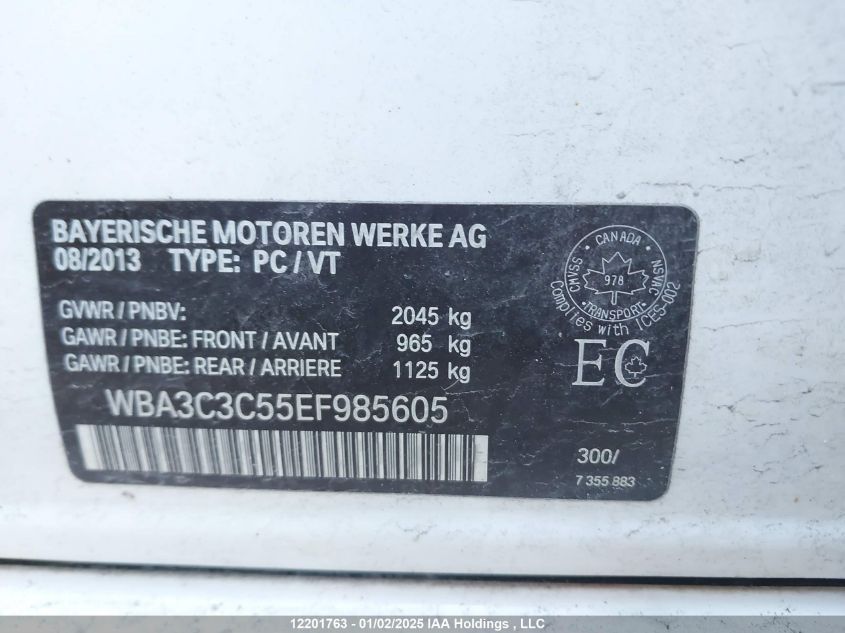 BAYERISCHE MOTOREN WERKE AG
08/2013 TYPE: PC / VT
GVWR / PNBV: 2045 kg
GAWR / PNBE: FRONT / AVANT 965 kg
GAWR / PNBE: REAR / ARRIERE 1125 kg
WBA3C3C55EF985605
CANADA
CMVSS
NSVAC
978
TRANSPORT
Complies with ICES-002
EC
300/
7 355 883
12201763 - 01/02/2025 IAA Holdings , LLC